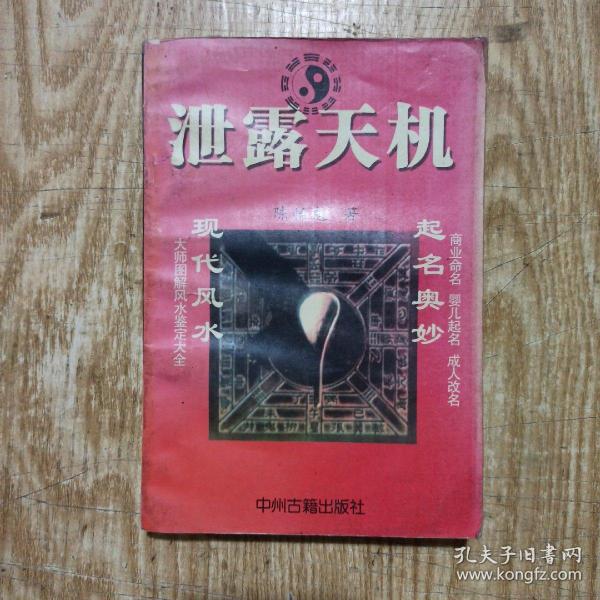 泄露天机
陈 著
现代风水
大师图解风水鉴定大全
起名奥妙
商业命名 婴儿起名 成人改名
中州古籍出版社
孔夫子旧书网
www.kongfz.com